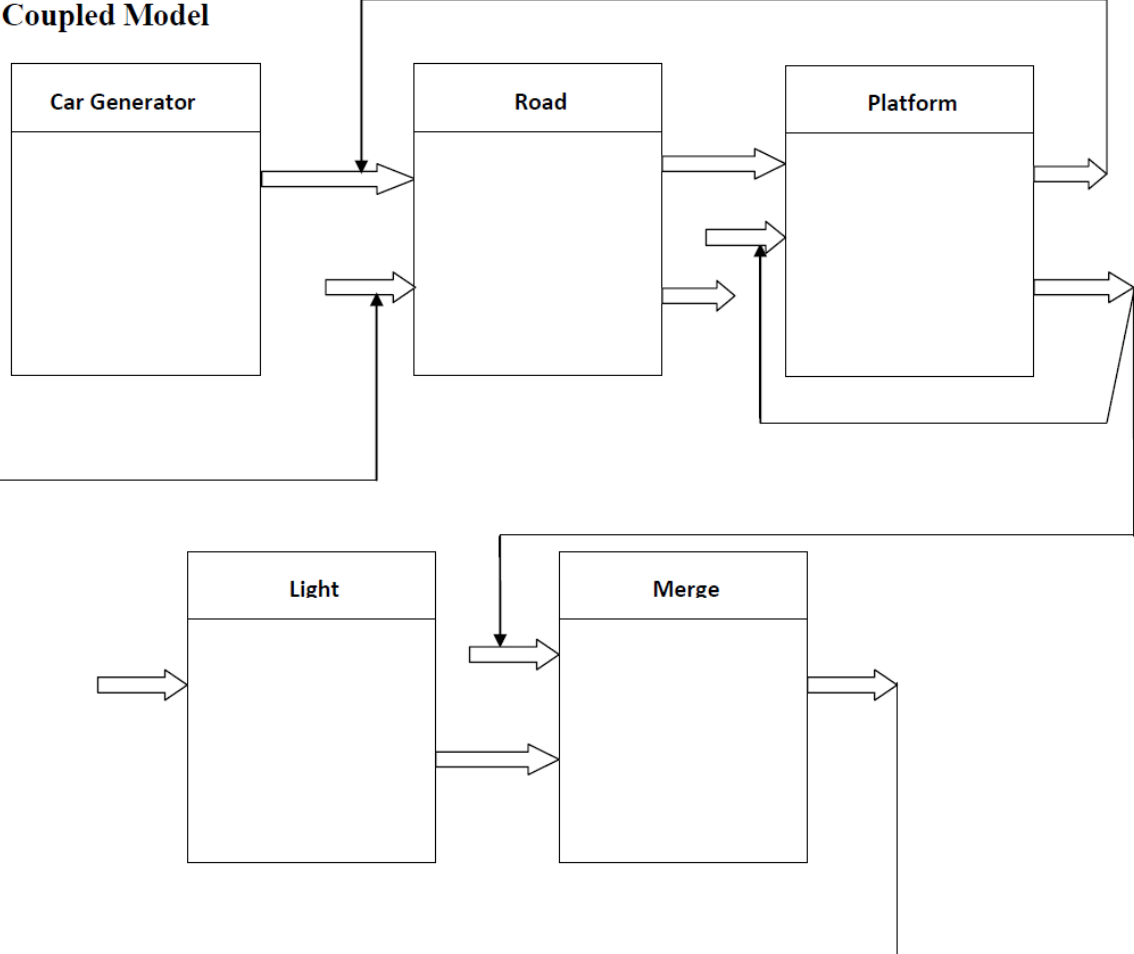 Coupled Model
Car Generator
Road
Platform
Light
Merge